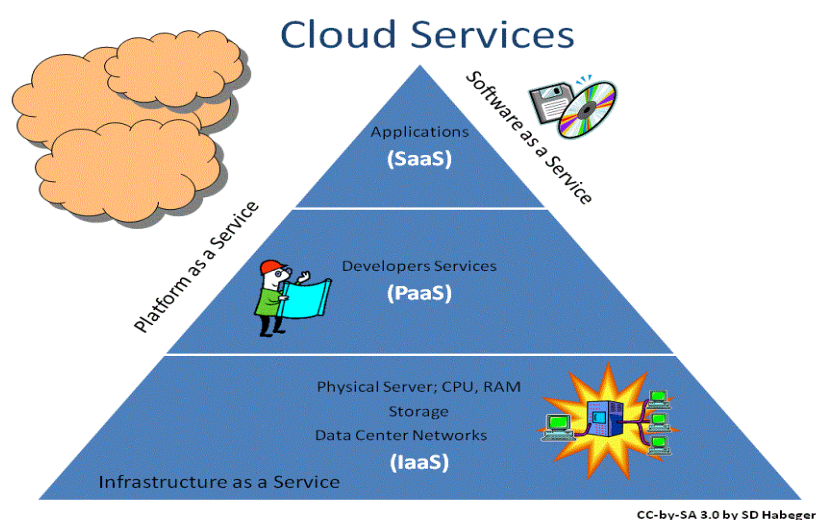 Cloud Services
Software as a Service
Applications
(SaaS)
Platform as a Service
Developers Services
(PaaS)
Physical Server; CPU, RAM
Storage
Data Center Networks
(IaaS)
Infrastructure as a Service
CC-by-SA 3.0 by SD Habeger